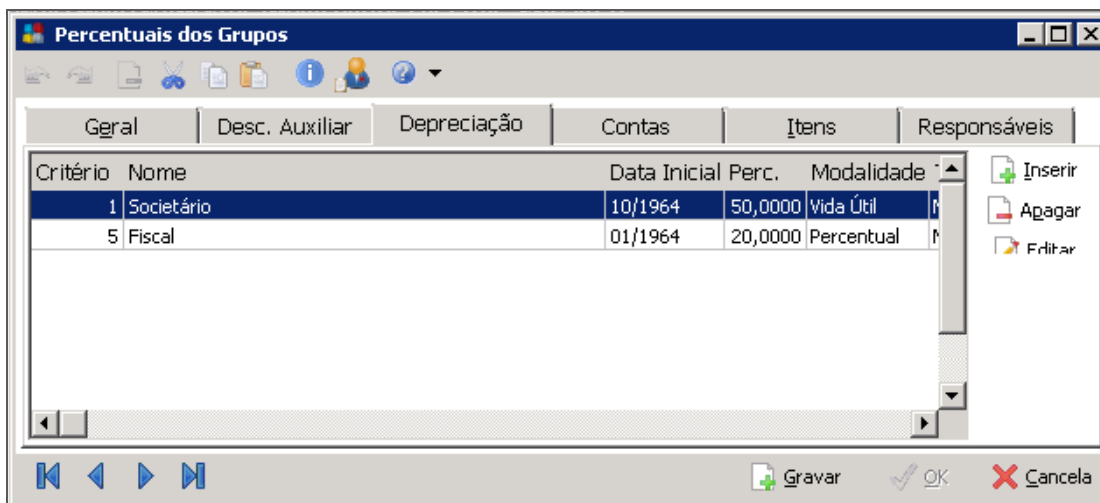 Percentuais dos Grupos
Geral Desc. Auxiliar Depreciação Contas Itens Responsáveis
Critério Nome Data Inicial Perc. Modalidade
1 Societário 10/1964 50,0000 Vida Útil
5 Fiscal 01/1964 20,0000 Percentual
Inserir
Apagar
Editar
Gravar OK Cancela